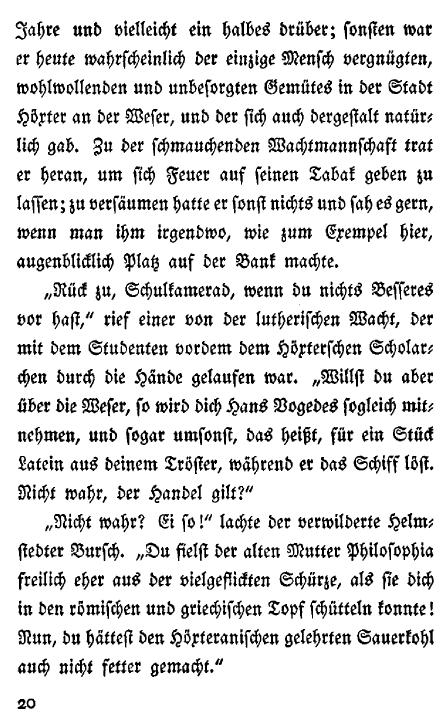 Jahre und vielleicht ein halbes drüber; sonsten war
er heute wahrscheinlich der einzige Mensch vergnügten,
wohlwollenden und unbesorgten Gemütes in der Stadt
Höxter an der Weser, und der sich auch dergestalt natür-
lich gab. Zu der schmauchenden Wachtmannschaft trat
er heran, um sich Feuer auf seinen Tabak geben zu
lassen; zu versäumen hatte er sonst nichts und sah es gern,
wenn man ihm irgendwo, wie zum Exempel hier,
augenblicklich Platz auf der Bank machte.
„Rück zu, Schulkamerad, wenn du nichts Besseres
vor hast,“ rief einer von der lutherischen Wacht, der
mit dem Studenten vordem dem Höxterschen Scholar-
chen durch die Hände gelaufen war. „Willst du aber
über die Weser, so wird dich Hans Vogedes sogleich mit-
nehmen, und sogar umsonst, das heißt, für ein Stück
Latein aus deinem Tröster, während er das Schiff löst.
Nicht wahr, der Handel gilt?“
„Nicht wahr? Ei so!“ lachte der verwilderte Helm-
stedter Bursch. „Du fielst der alten Mutter Philosophia
freilich eher aus der vielgeflickten Schürze, als sie dich
in den römischen und griechischen Topf schütteln konnte!
Nun, du hättest den Höxteranischen gelehrten Sauerkohl
auch nicht fetter gemacht.“
20